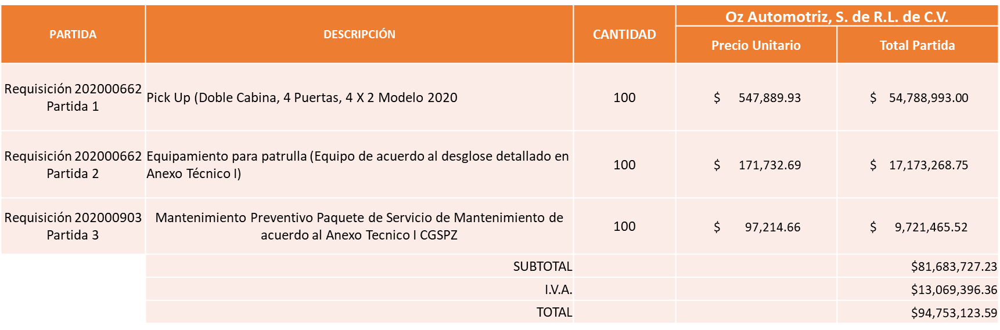 PARTIDA
DESCRIPCIÓN
CANTIDAD
Oz Automotriz, S. de R.L. de C.V.
Precio Unitario
Total Partida
Requisición 202000662
Partida 1
Pick Up (Doble Cabina, 4 Puertas, 4 X 2 Modelo 2020
100
$ 547,889.93
$ 54,788,993.00
Requisición 202000662
Partida 2
Equipamiento para patrulla (Equipo de acuerdo al desglose detallado en
Anexo Técnico I)
100
$ 171,732.69
$ 17,173,268.75
Requisición 202000903
Partida 3
Mantenimiento Preventivo Paquete de Servicio de Mantenimiento de
acuerdo al Anexo Tecnico I CGSPZ
100
$ 97,214.66
$ 9,721,465.52
SUBTOTAL
$81,683,727.23
I.V.A.
$13,069,396.36
TOTAL
$94,753,123.59